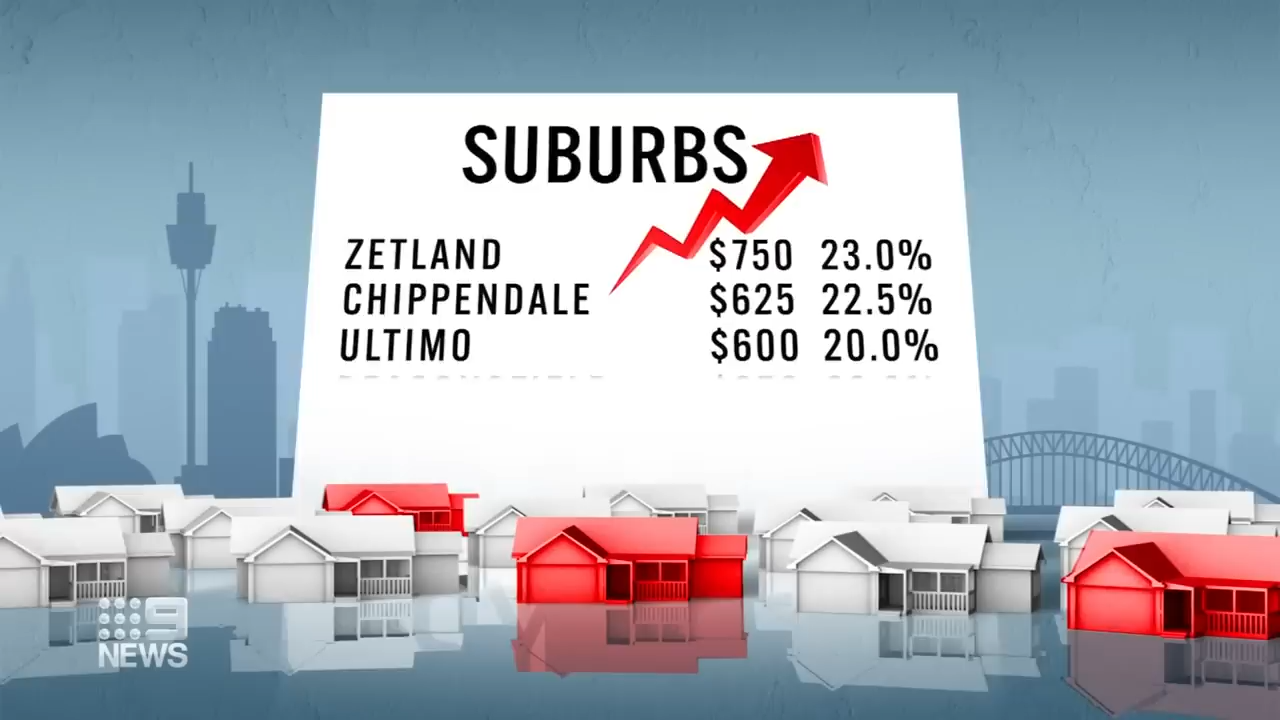 SUBURBS
ZETLAND $750 23.0%
CHIPPENDALE $625 22.5%
ULTIMO $600 20.0%
9
NEWS